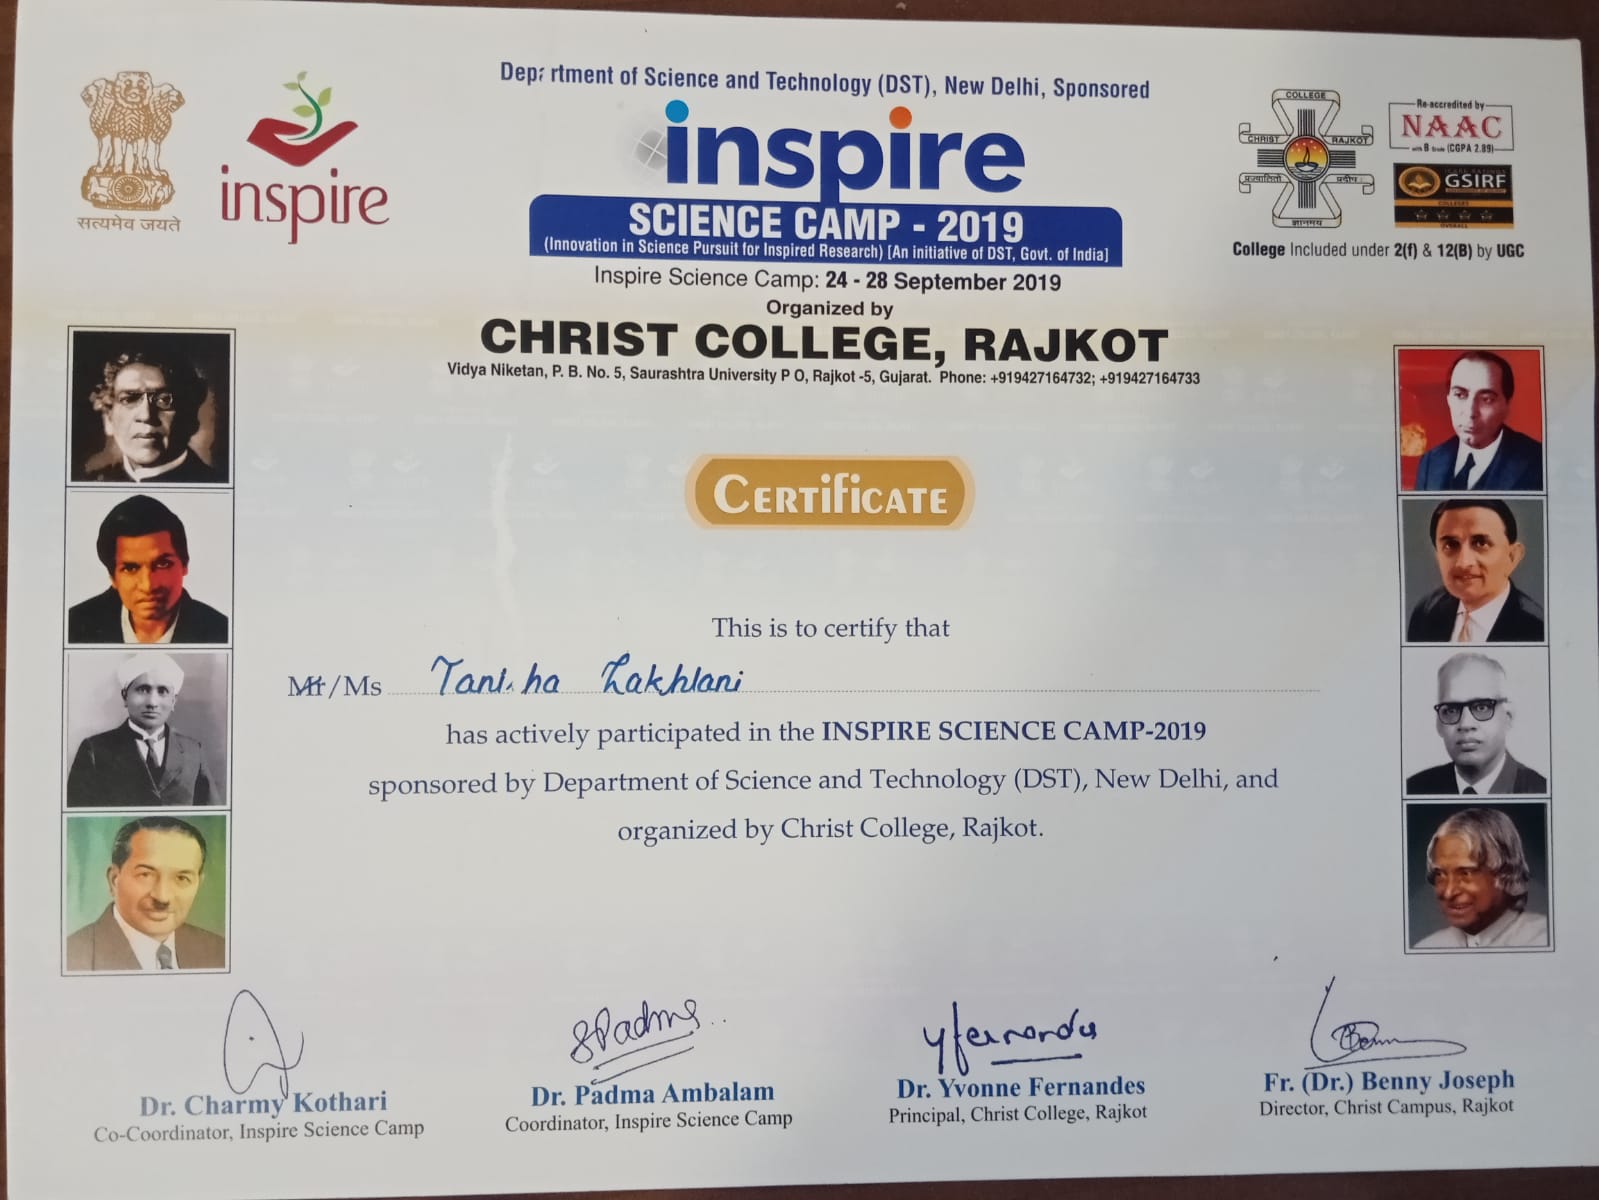 Department of Science and Technology (DST), New Delhi, Sponsored
सत्यमेव जयते
inspire
inspire
SCIENCE CAMP - 2019
(Innovation in Science Pursuit for Inspired Research) [An initiative of DST, Govt. of India]
COLLEGE
CHRIST RAJKOT
ज्ञानमय
Re-accredited by
NAAC
with B Grade (CGPA 2.89)
GSIRF
COLLEGES
OVERALL
College Included under 2(f) & 12(B) by UGC
Inspire Science Camp: 24 - 28 September 2019
Organized by
CHRIST COLLEGE, RAJKOT
Vidya Niketan, P. B. No. 5, Saurashtra University P O, Rajkot -5, Gujarat. Phone: +919427164732; +919427164733
CERTIFICATE
This is to certify that
Mr/Ms Tanisha Lakhlani
has actively participated in the INSPIRE SCIENCE CAMP-2019
sponsored by Department of Science and Technology (DST), New Delhi, and
organized by Christ College, Rajkot.
SPadma
YFernandes
Benny
Dr. Charmy Kothari
Co-Coordinator, Inspire Science Camp
Dr. Padma Ambalam
Coordinator, Inspire Science Camp
Dr. Yvonne Fernandes
Principal, Christ College, Rajkot
Fr. (Dr.) Benny Joseph
Director, Christ Campus, Rajkot